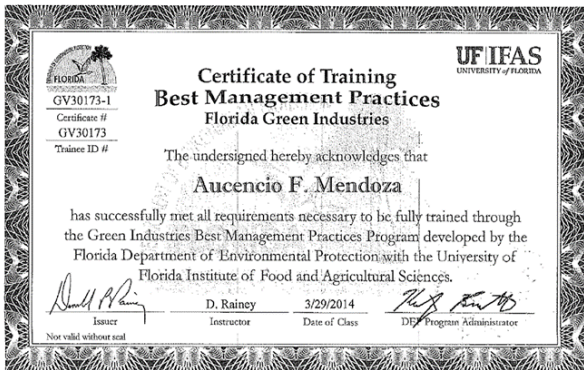 FLORIDA
GV30173-1
Certificate #
GV30173
Trainee ID #
UF IFAS
UNIVERSITY of FLORIDA
Certificate of Training
Best Management Practices
Florida Green Industries
The undersigned hereby acknowledges that
Aucencio F. Mendoza
has successfully met all requirements necessary to be fully trained through
the Green Industries Best Management Practices Program developed by the
Florida Department of Environmental Protection with the University of
Florida Institute of Food and Agricultural Sciences.
D. Rainey 3/29/2014
Issuer Instructor Date of Class DEP Program Administrator
Not valid without seal